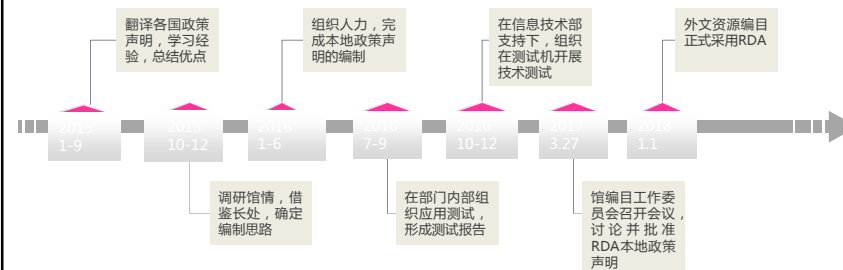 翻译各国政策
声明，学习经
验，总结优点
组织人力，完
成本地政策声
明的编制
在信息技术部
支持下，组织
在测试机开展
技术测试
外文资源编目
正式采用RDA
2015
1-9
2015
10-12
2016
1-6
2016
7-9
2016
10-12
2017
3.27
2018
1.1
调研馆情，借
鉴长处，确定
编制思路
在部门内部组
织应用测试，
形成测试报告
馆编目工作委
员会召开会议，
讨论并批准
RDA本地政策
声明